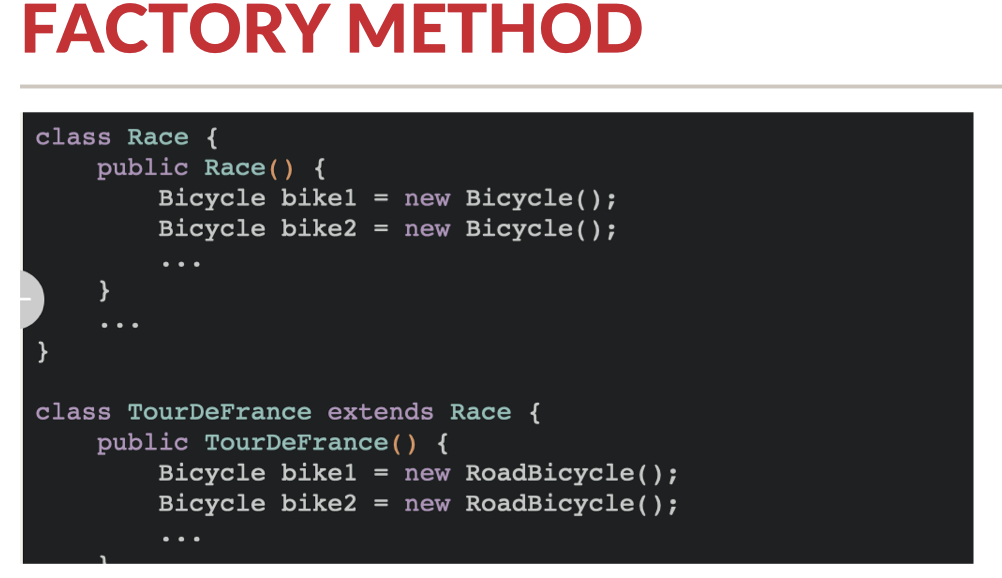 FACTORY METHOD
class Race {
    public Race() {
        Bicycle bike1 = new Bicycle();
        Bicycle bike2 = new Bicycle();
        ...
    }
    ...
}

class TourDeFrance extends Race {
    public TourDeFrance() {
        Bicycle bike1 = new RoadBicycle();
        Bicycle bike2 = new RoadBicycle();
        ...
    }